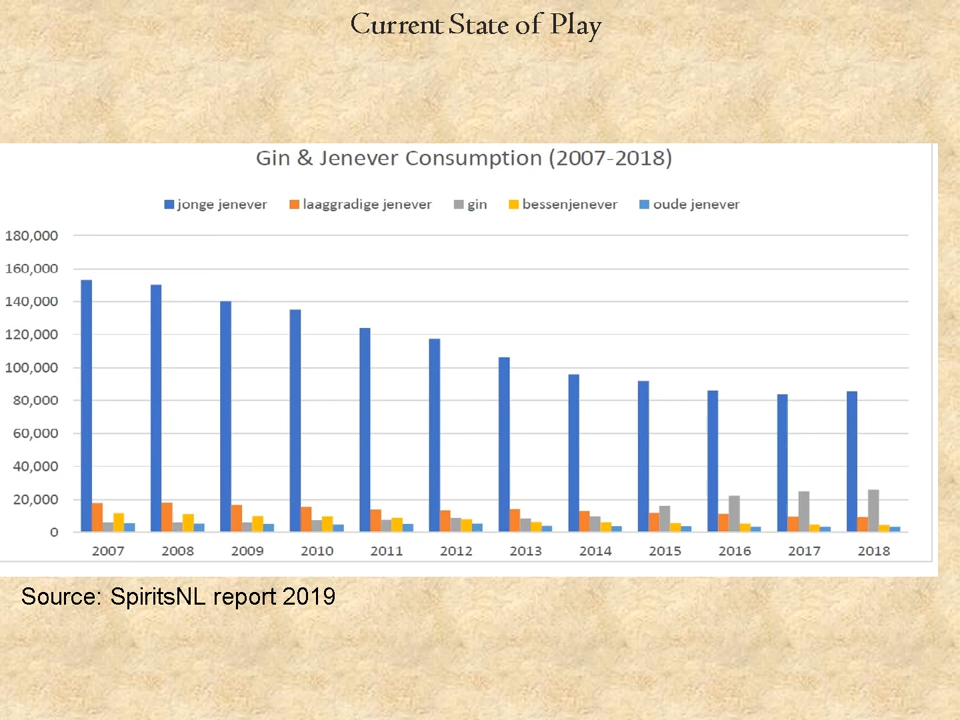 Current State of Play
Gin & Jenever Consumption (2007-2018)
jonge jenever laaggradige jenever gin bessenjenever oude jenever
180,000
160,000
140,000
120,000
100,000
80,000
60,000
40,000
20,000
0
2007 2008 2009 2010 2011 2012 2013 2014 2015 2016 2017 2018
Source: SpiritsNL report 2019